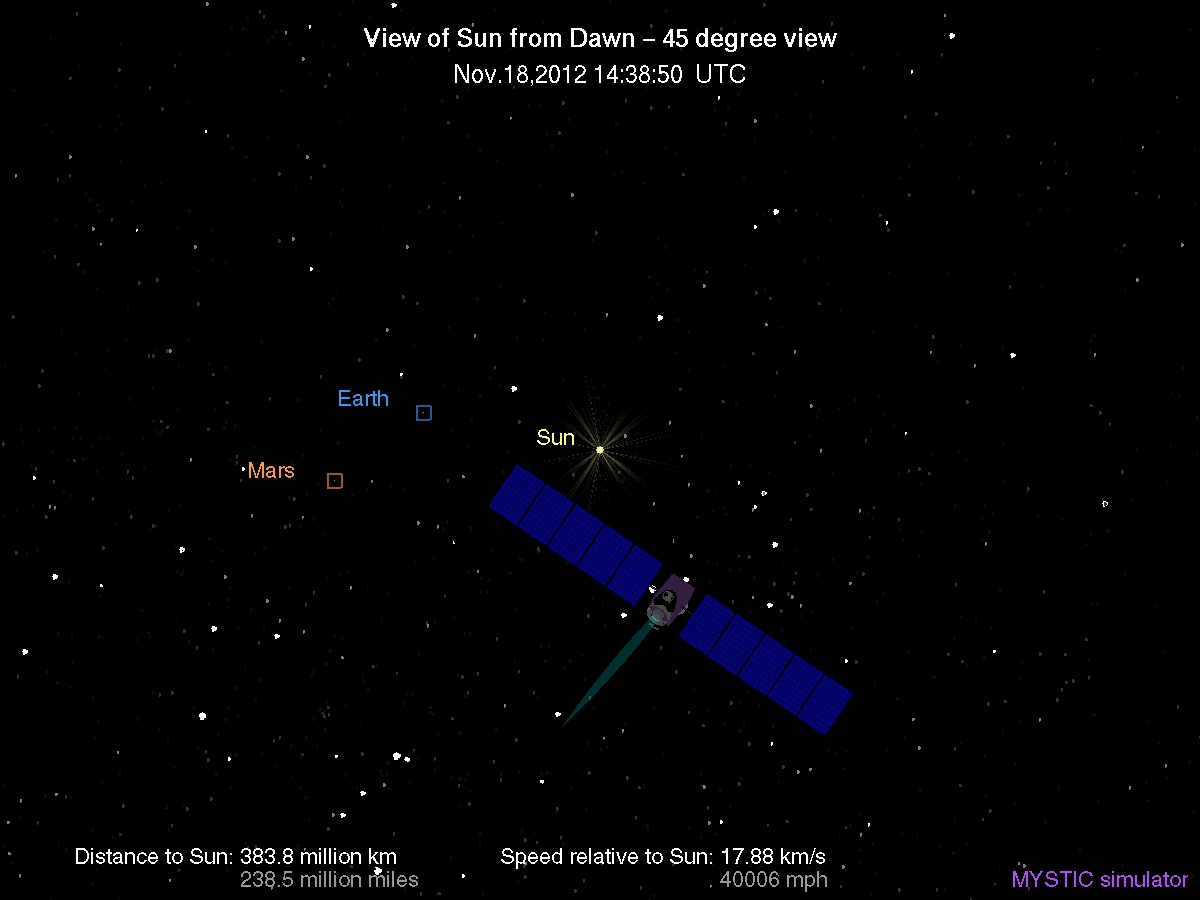 View of Sun from Dawn – 45 degree view
Nov.18,2012 14:38:50 UTC
Earth
Sun
Mars
Distance to Sun: 383.8 million km
238.5 million miles
Speed relative to Sun: 17.88 km/s
40006 mph
MYSTIC simulator